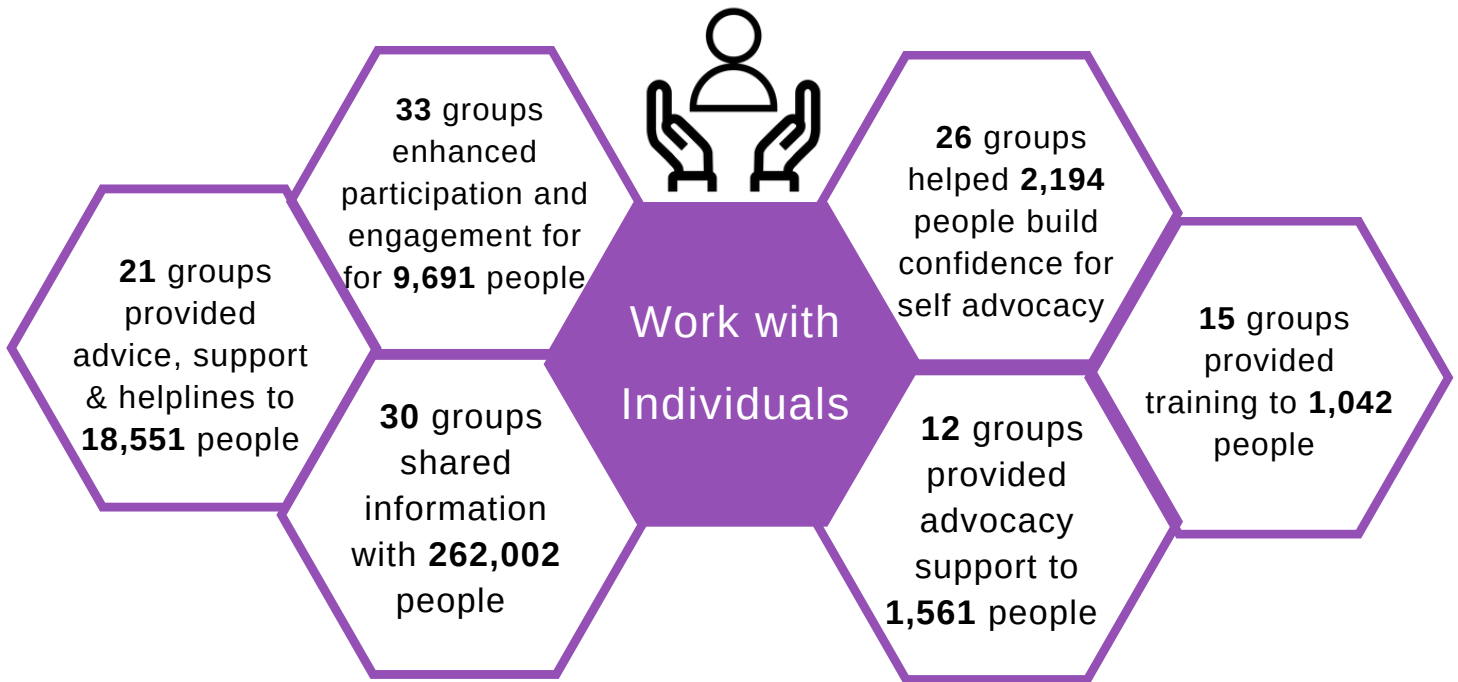 33 groups
enhanced
participation and
engagement for
for 9,691 people
21 groups
provided
advice, support
& helplines to
18,551 people
30 groups
shared
information
with 262,002
people
Work with
Individuals
26 groups
helped 2,194
people build
confidence for
self advocacy
15 groups
provided
training to 1,042
people
12 groups
provided
advocacy
support to
1,561 people